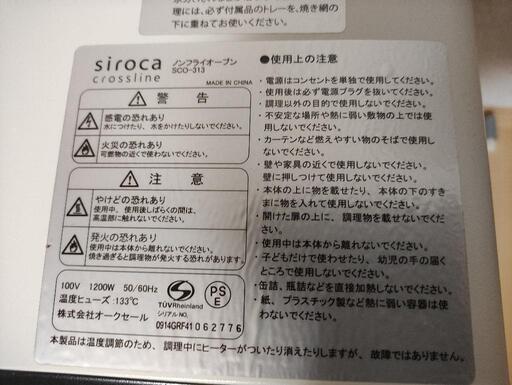 理には、必ず付属品のトレーを、焼き網の
下に重ねてお使いください。
siroca
crossline
ノンフライオーブン
SCO-313
MADE IN CHINA
警 告
感電の恐れあり
水につけたり、水をかけたりしないでください。
火災の恐れあり
可燃物の近くで使わないでください。
注 意
やけどの恐れあり
使用中、使用後しばらくの間は、
高温部に触れないでください。
発火の恐れあり
使用中は本体から離れないでください。
焼き過ぎると調理物が発火する恐れがあります。
100V 1200W 50/60Hz
温度ヒューズ:133℃
株式会社オークセール
TÜVRheinland
シリアル NO.
0914GRF41062776
PS
E
●使用上の注意
・電源はコンセントを単独で使用してください。
・使用後は必ず電源プラグを抜いてください。
・調理以外の目的で使用しないでください。
・不安定な場所や熱に弱い敷物の上では使
用しないでください。
・カーテンなど燃えやすい物のそばで使用し
ないでください。
・壁や家具の近くで使用しないでください。
壁に押しつけて使用しないでください。
・本体の上に物を載せたり、本体の下のすき
まに物を入れて使用しないでください。
・開けた扉の上に、調理物を載せないでくだ
さい。
・使用中は本体から離れないでください。
・子どもだけで使わせたり、幼児の手の届く
ところで使用しないでください。
・缶詰、瓶詰などを直接加熱しないでください。
・紙、プラスチック製など熱に弱い容器は使
わないでください。
本製品は温度調節のため、調理中にヒーターがついたり消えたりしますが、故障ではありません。